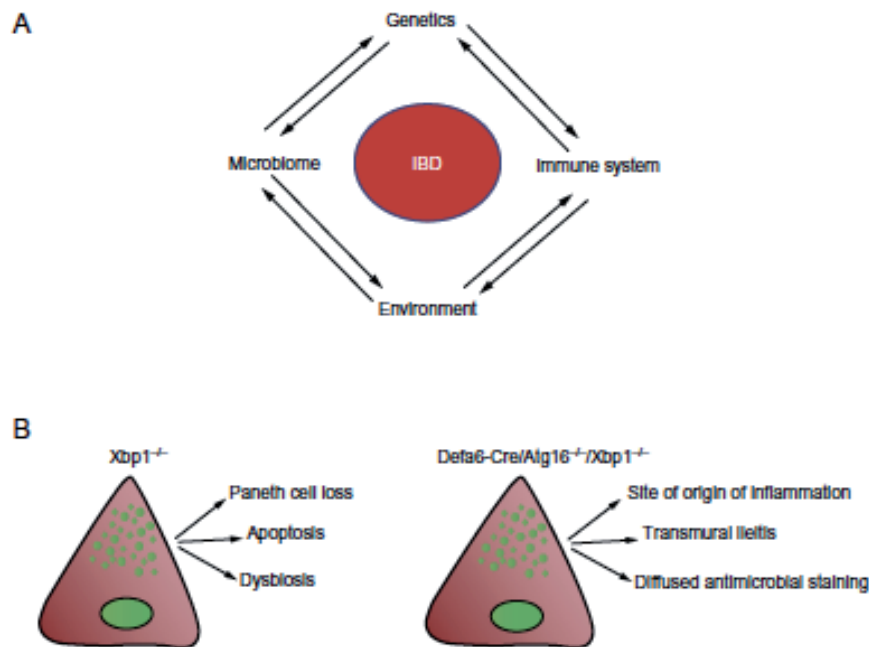 A
Genetics
Microbiome
IBD
Immune system
Environment
B
Xbp1–/–
Paneth cell loss
Apoptosis
Dysbiosis
Defa6-Cre/Atg16–/–/Xbp1–/–
Site of origin of inflammation
Transmural ileitis
Diffused antimicrobial staining